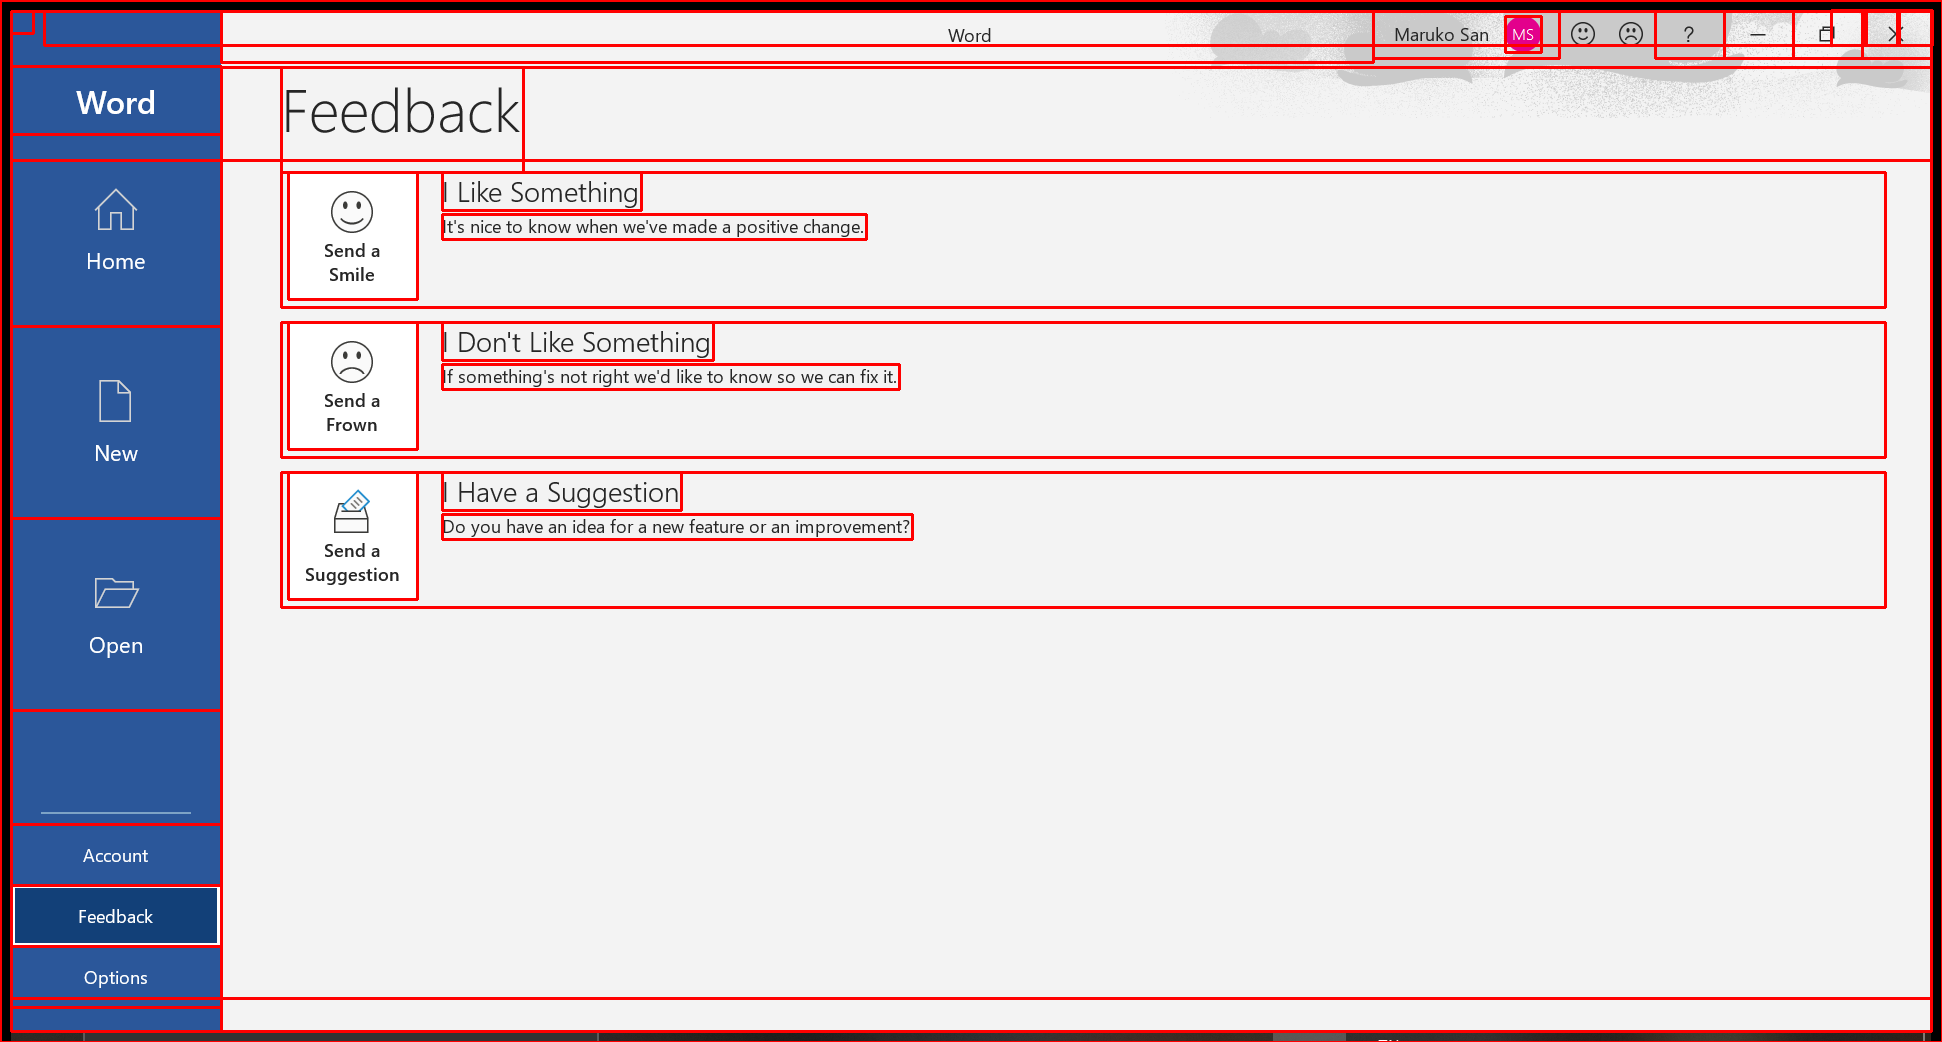 Word
Maruko San
MS
?
Word
Feedback
Home
New
Open
Account
Feedback
Options
Send a
Smile
I Like Something
It's nice to know when we've made a positive change.
Send a
Frown
I Don't Like Something
If something's not right we'd like to know so we can fix it.
Send a
Suggestion
I Have a Suggestion
Do you have an idea for a new feature or an improvement?